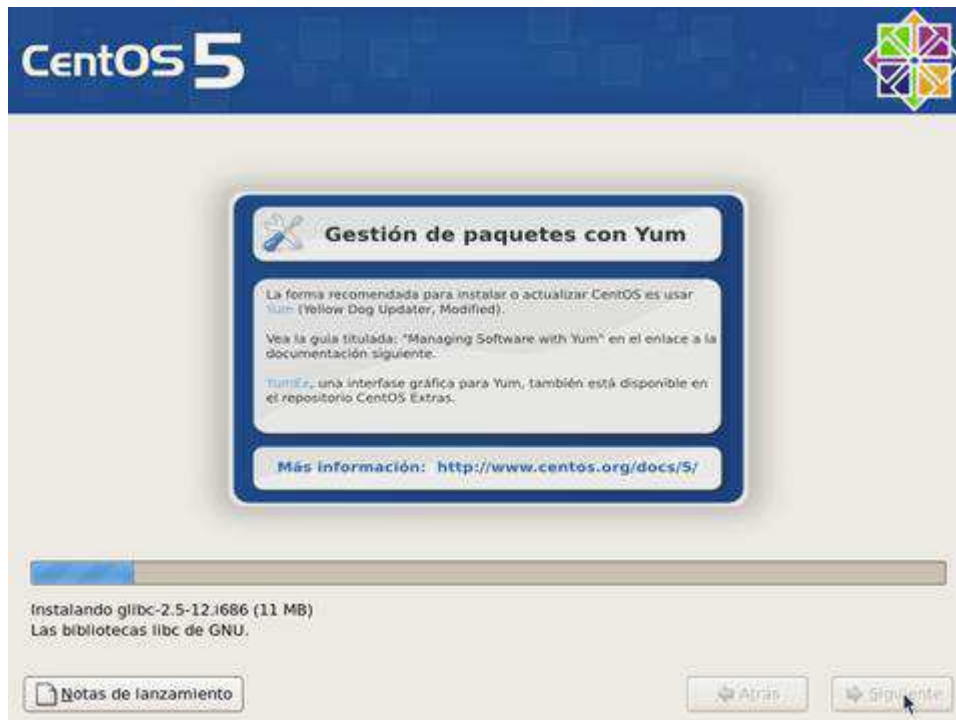 CentOS 5
Gestión de paquetes con Yum
La forma recomendada para instalar o actualizar CentOS es usar
Yum (Yellow Dog Updater, Modified).
Vea la guía titulada: "Managing Software with Yum" en el enlace a la
documentación siguiente.
YumEx, una interfase gráfica para Yum, también está disponible en
el repositorio CentOS Extras.
Más información: http://www.centos.org/docs/5/
Instalando glibc-2.5-12.i686 (11 MB)
Las bibliotecas libc de GNU.
Notas de lanzamiento
Atrás
Siguiente